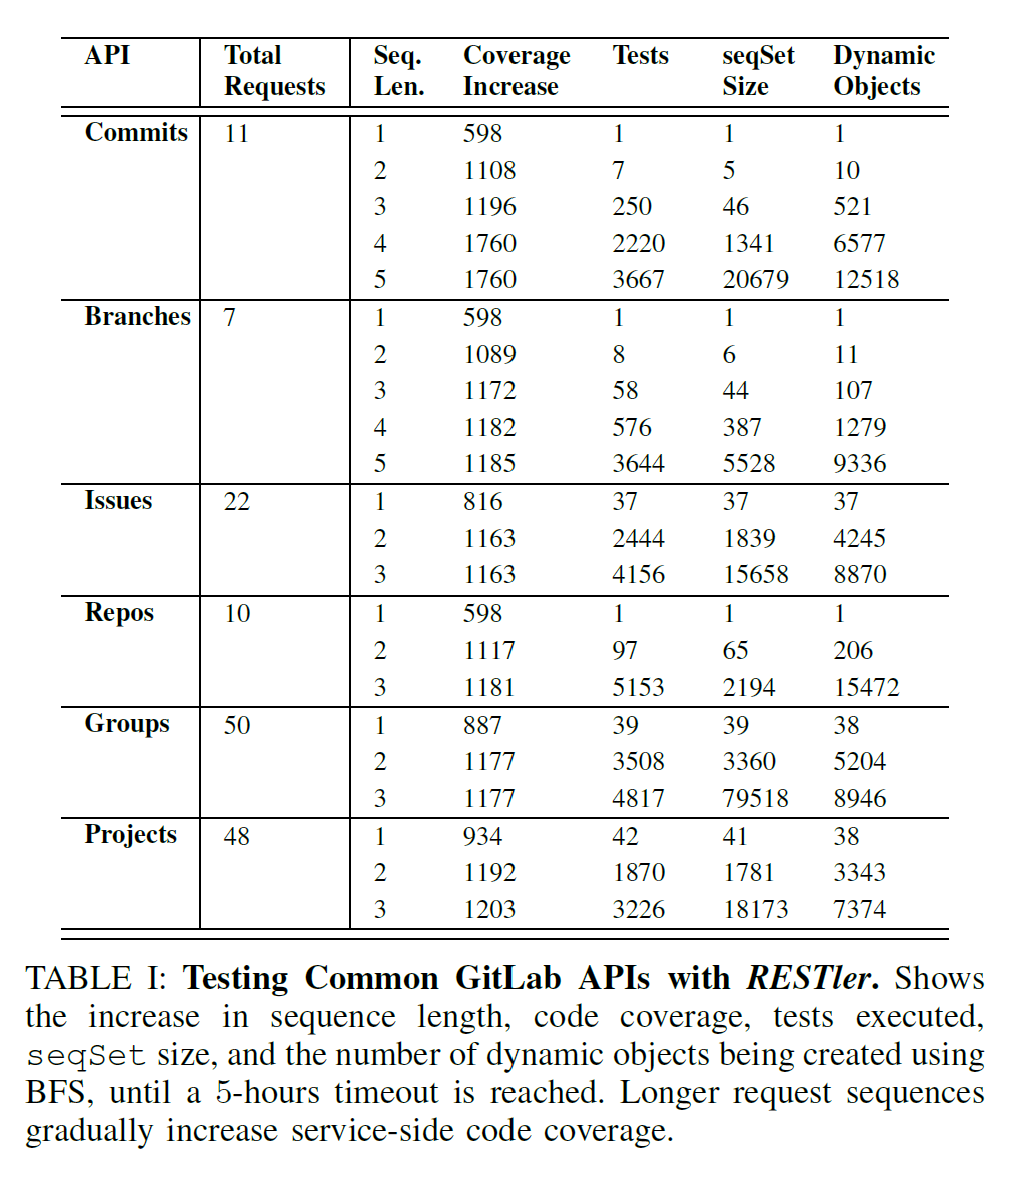 API Total Requests Seq. Len. Coverage Increase Tests seqSet Size Dynamic Objects
Commits 11 1 598 1 1 1
2 1108 7 5 10
3 1196 250 46 521
4 1760 2220 1341 6577
5 1760 3667 20679 12518
Branches 7 1 598 1 1 1
2 1089 8 6 11
3 1172 58 44 107
4 1182 576 387 1279
5 1185 3644 5528 9336
Issues 22 1 816 37 37 37
2 1163 2444 1839 4245
3 1163 4156 15658 8870
Repos 10 1 598 1 1 1
2 1117 97 65 206
3 1181 5153 2194 15472
Groups 50 1 887 39 39 38
2 1177 3508 3360 5204
3 1177 4817 79518 8946
Projects 48 1 934 42 41 38
2 1192 1870 1781 3343
3 1203 3226 18173 7374
TABLE I: Testing Common GitLab APIs with RESTler. Shows
the increase in sequence length, code coverage, tests executed,
seqSet size, and the number of dynamic objects being created using
BFS, until a 5-hours timeout is reached. Longer request sequences
gradually increase service-side code coverage.